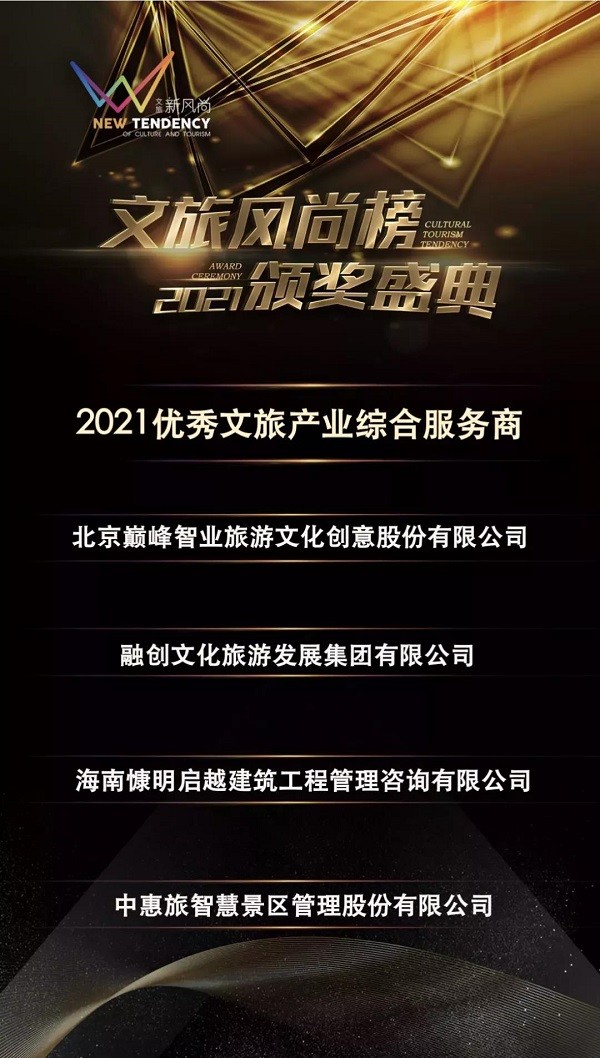 文旅
新风尚
NEW TENDENCY
OF CULTURE AND TOURISM
文旅风尚榜
CULTURAL
TOURISM
TENDENCY
AWARD
CEREMONY
2021颁奖盛典
2021优秀文旅产业综合服务商
北京巅峰智业旅游文化创意股份有限公司
融创文化旅游发展集团有限公司
海南慷明启越建筑工程管理咨询有限公司
中惠旅智慧景区管理股份有限公司